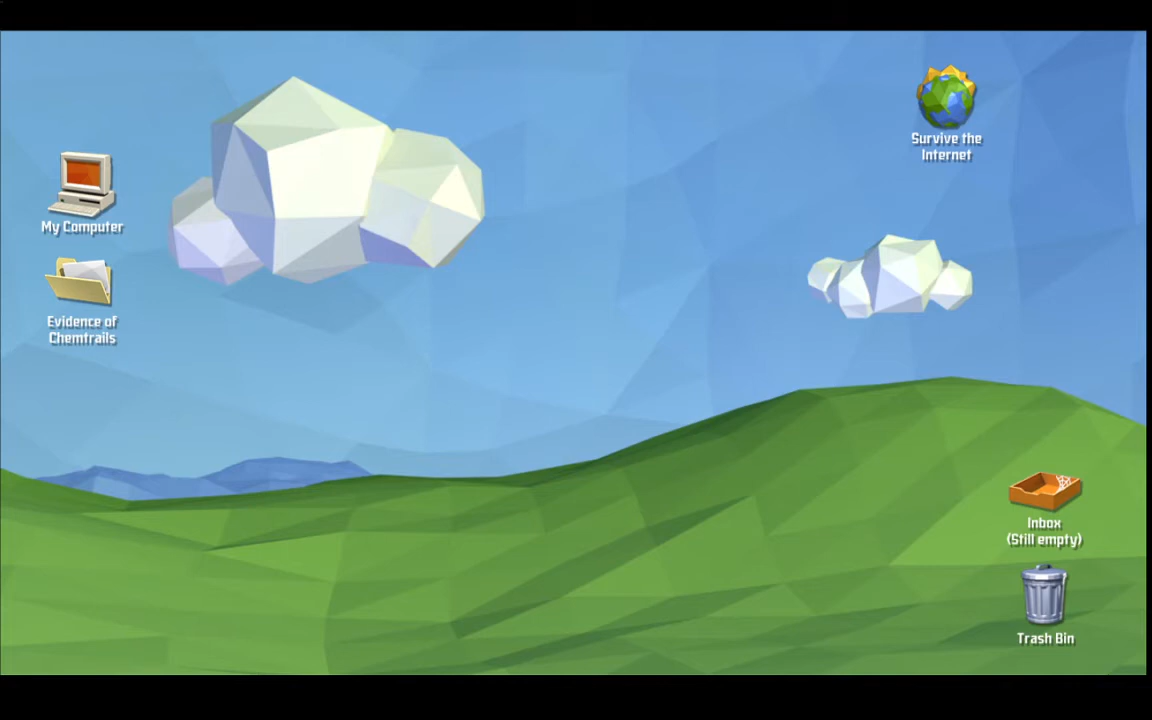 Survive the
Internet
My Computer
Evidence of
Chemtrails
Inbox
(Still empty)
Trash Bin